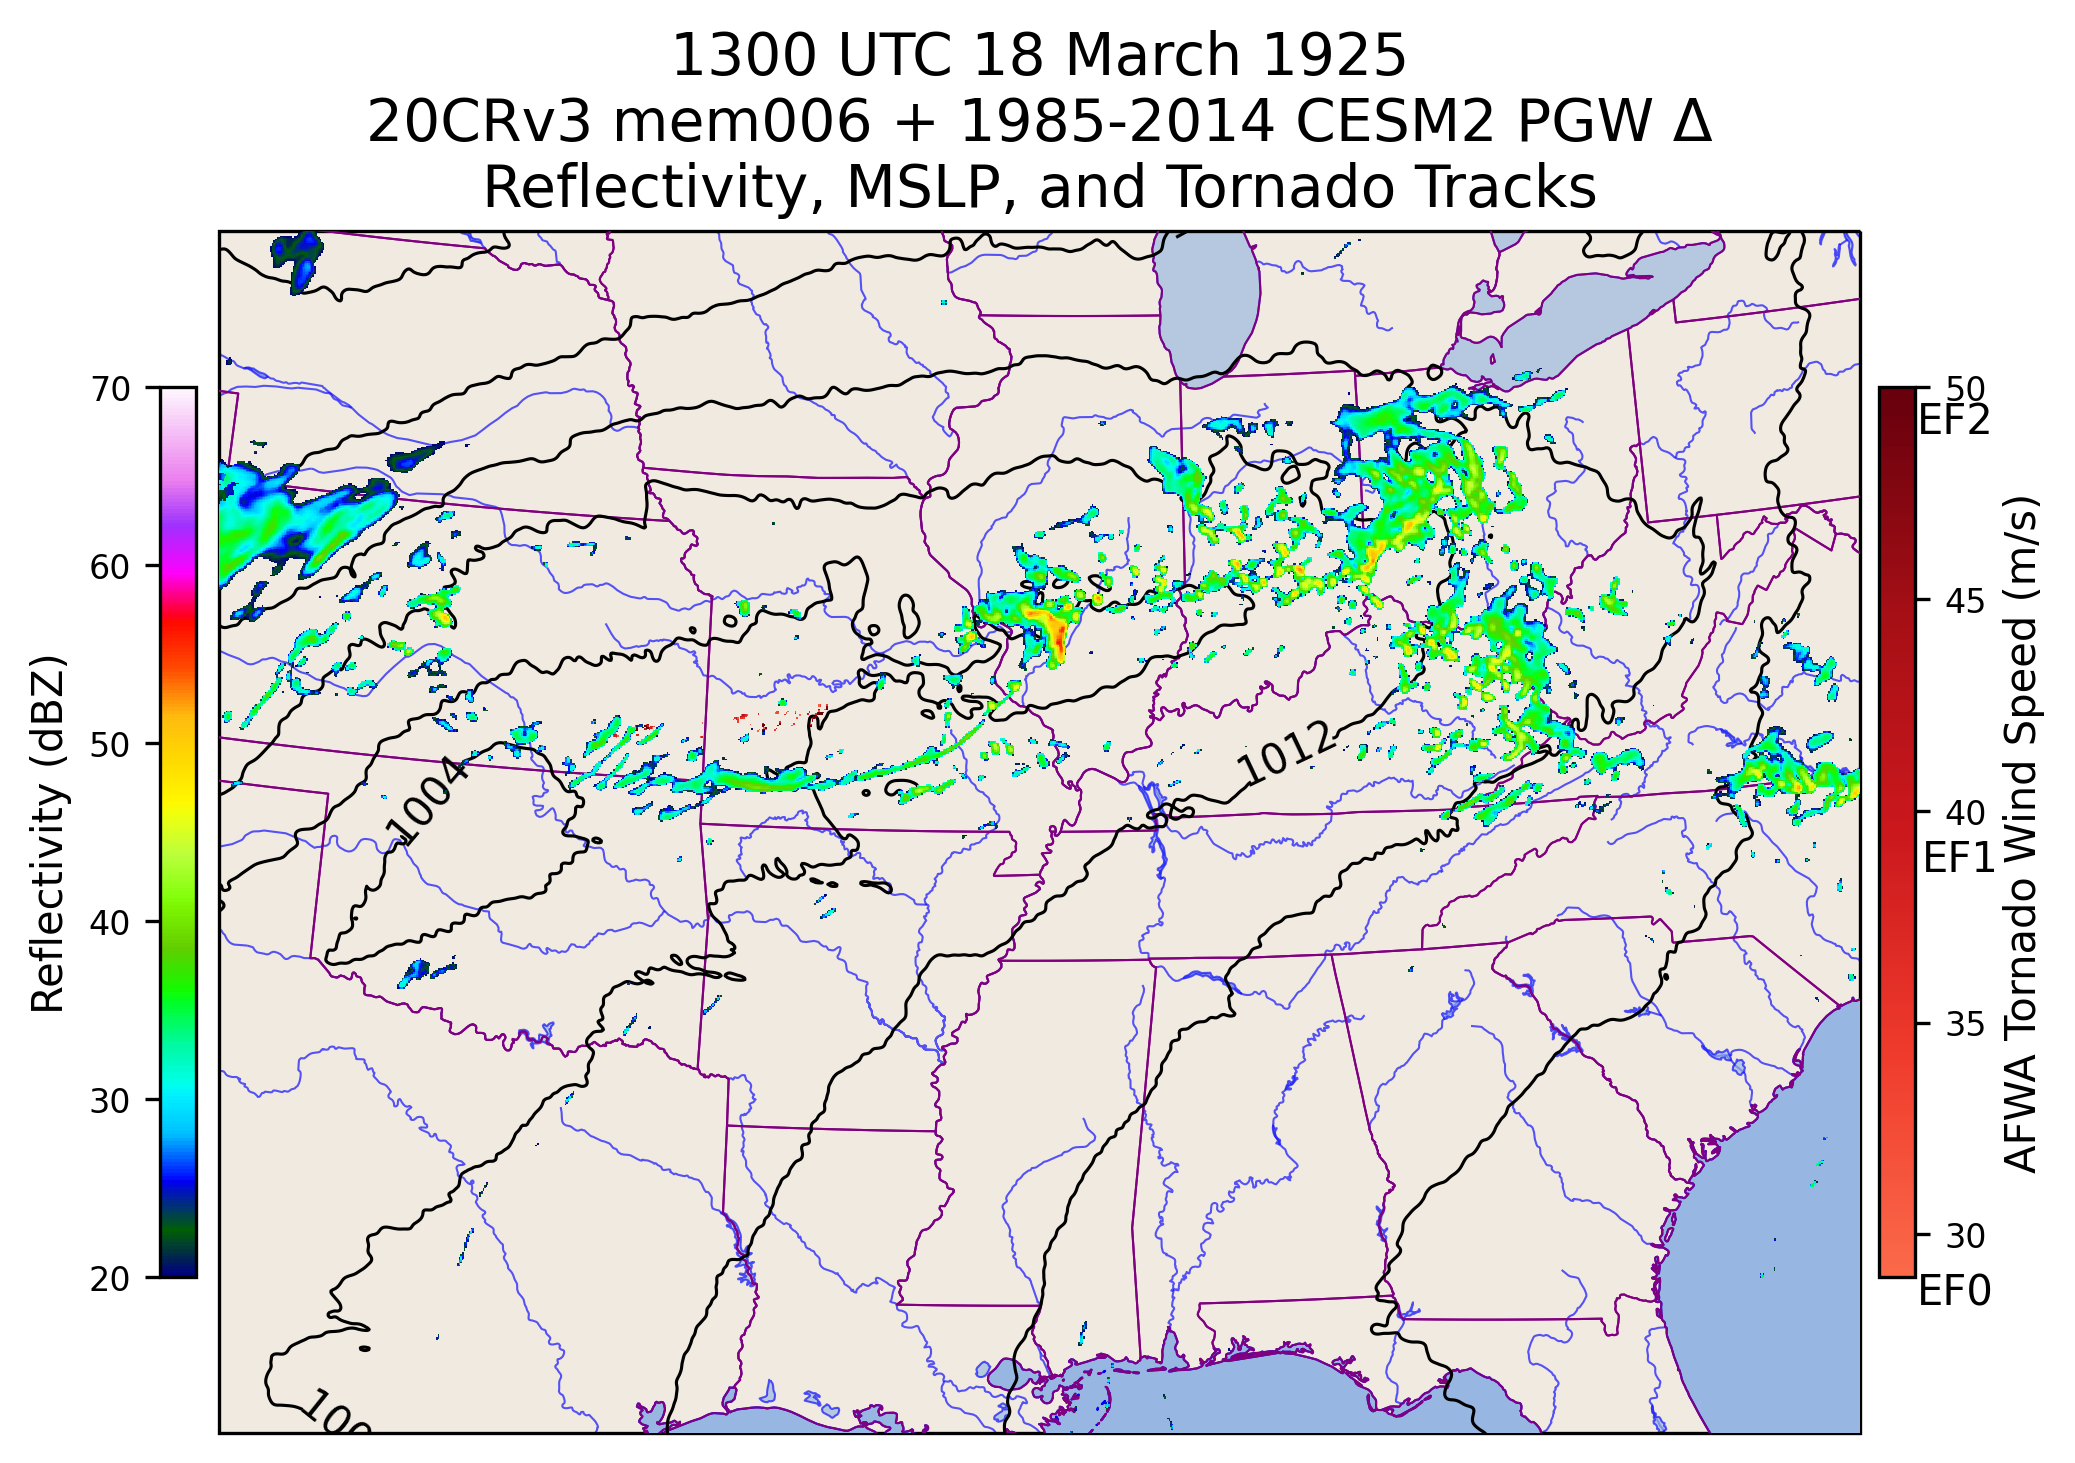 1300 UTC 18 March 1925
20CRv3 mem006 + 1985-2014 CESM2 PGW Δ
Reflectivity, MSLP, and Tornado Tracks
Reflectivity (dBZ)
70
60
50
40
30
20
1004
1012
100
50
EF2
45
40
EF1
35
30
EF0
AFWA Tornado Wind Speed (m/s)